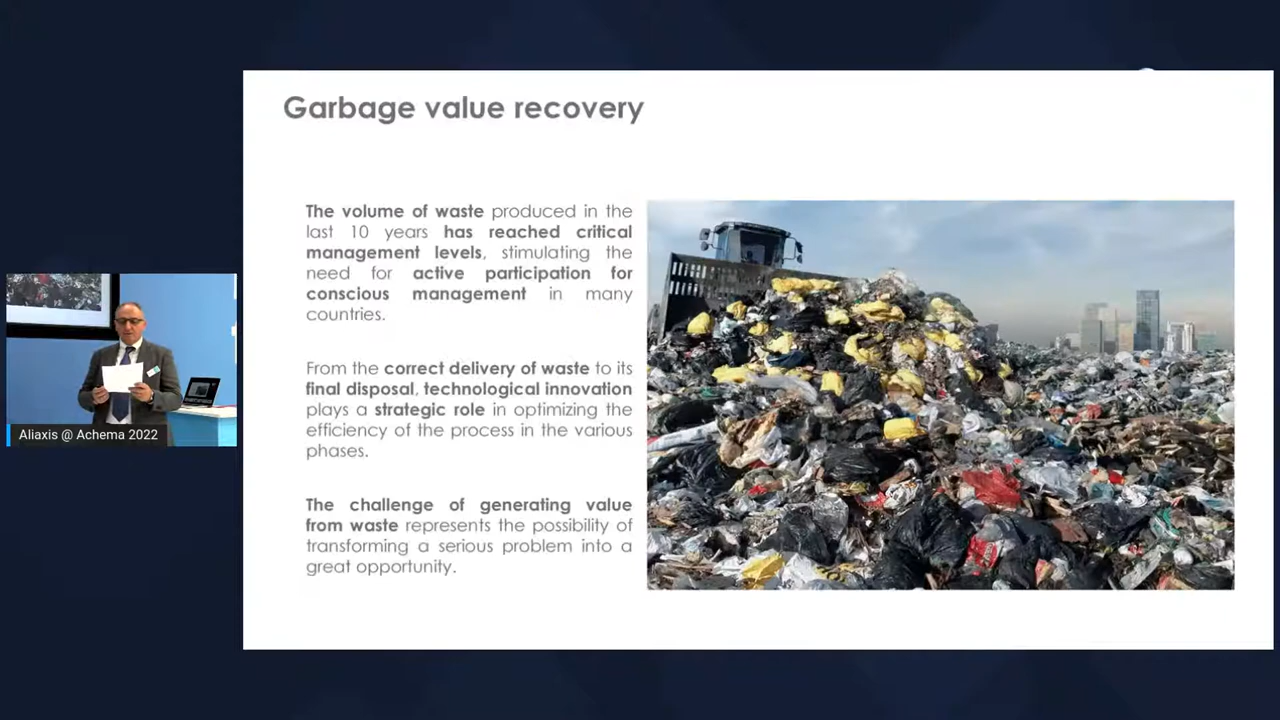 Garbage value recovery
The volume of waste produced in the
last 10 years has reached critical
management levels, stimulating the
need for active participation for
conscious management in many
countries.
From the correct delivery of waste to its
final disposal, technological innovation
plays a strategic role in optimizing the
efficiency of the process in the various
phases.
The challenge of generating value
from waste represents the possibility of
transforming a serious problem into a
great opportunity.
Aliaxis @ Achema 2022